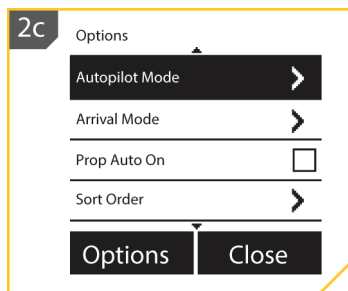 2c
Options
Autopilot Mode
Arrival Mode
Prop Auto On
Sort Order
Options Close